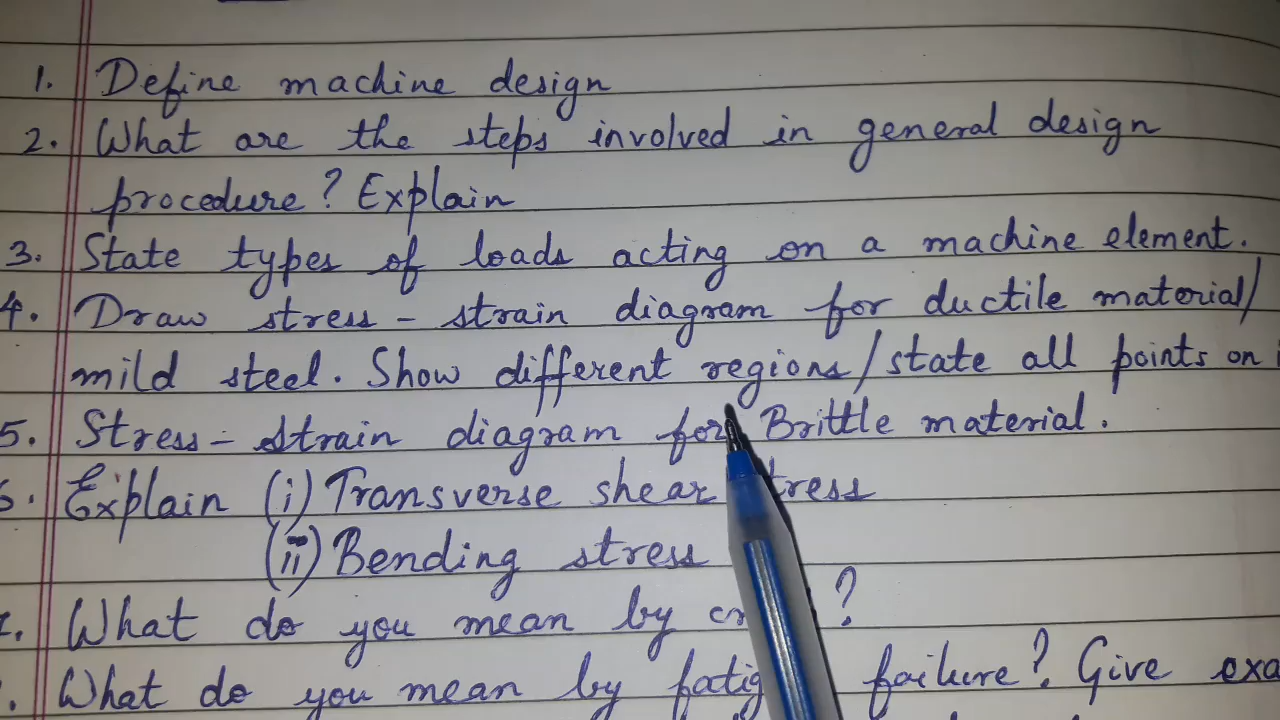 1. Define machine design
2. What are the steps involved in general design
procedure? Explain
3. State types of loads acting on a machine element.
4. Draw stress - strain diagram for ductile material/
mild steel. Show different regions/state all points on
5. Stress - strain diagram for Brittle material.
6. Explain (i) Transverse shear stress
(ii) Bending stress
What do you mean by ?
What do you mean by failure? Give